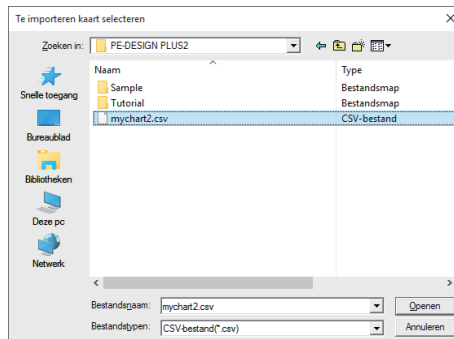 Te importeren kaart selecteren
Zoeken in: PE-DESIGN PLUS2
Naam Type
Sample Bestandsmap
Tutorial Bestandsmap
mychart2.csv CSV-bestand
Snelle toegang
Bureaublad
Bibliotheken
Deze pc
Netwerk
Bestandsnaam: mychart2.csv Openen
Bestandstypen: CSV-bestand(*.csv) Annuleren